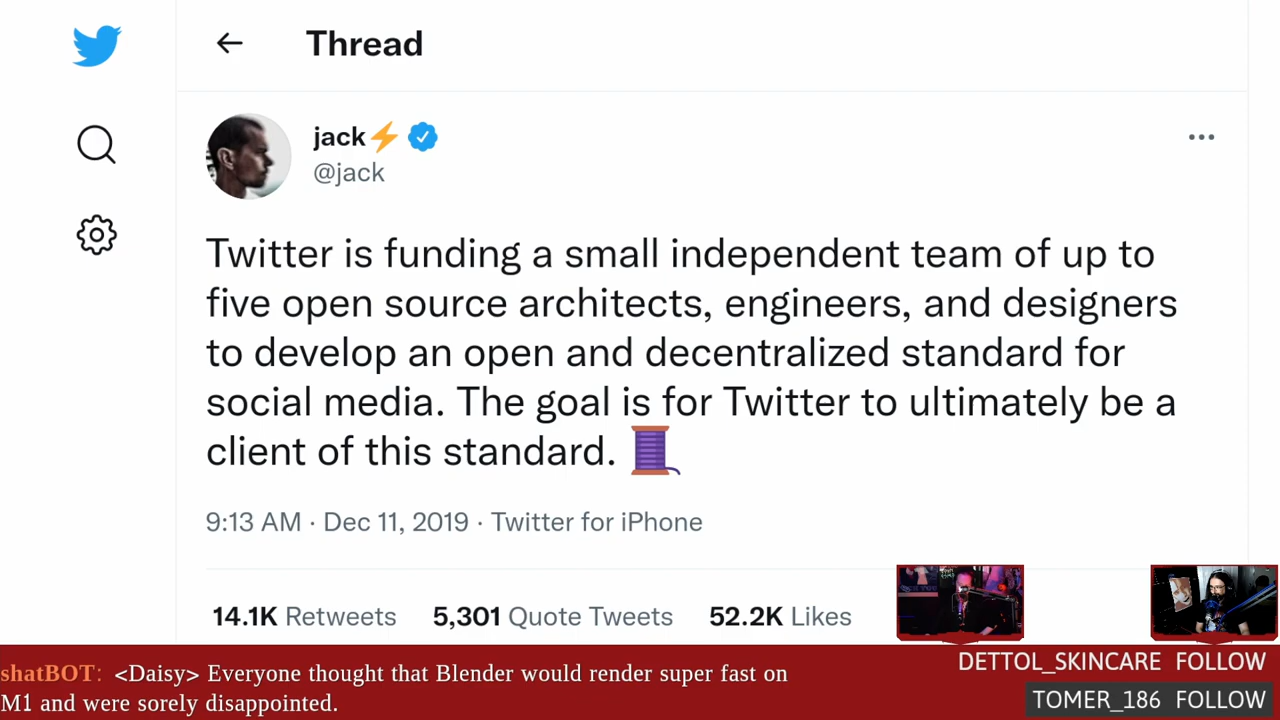 Thread
jack⚡
@jack
Twitter is funding a small independent team of up to
five open source architects, engineers, and designers
to develop an open and decentralized standard for
social media. The goal is for Twitter to ultimately be a
client of this standard. 🧵
9:13 AM · Dec 11, 2019 · Twitter for iPhone
14.1K Retweets 5,301 Quote Tweets 52.2K Likes
shatBOT: <Daisy> Everyone thought that Blender would render super fast on
M1 and were sorely disappointed.
DETTOL_SKINCARE FOLLOW
TOMER_186 FOLLOW